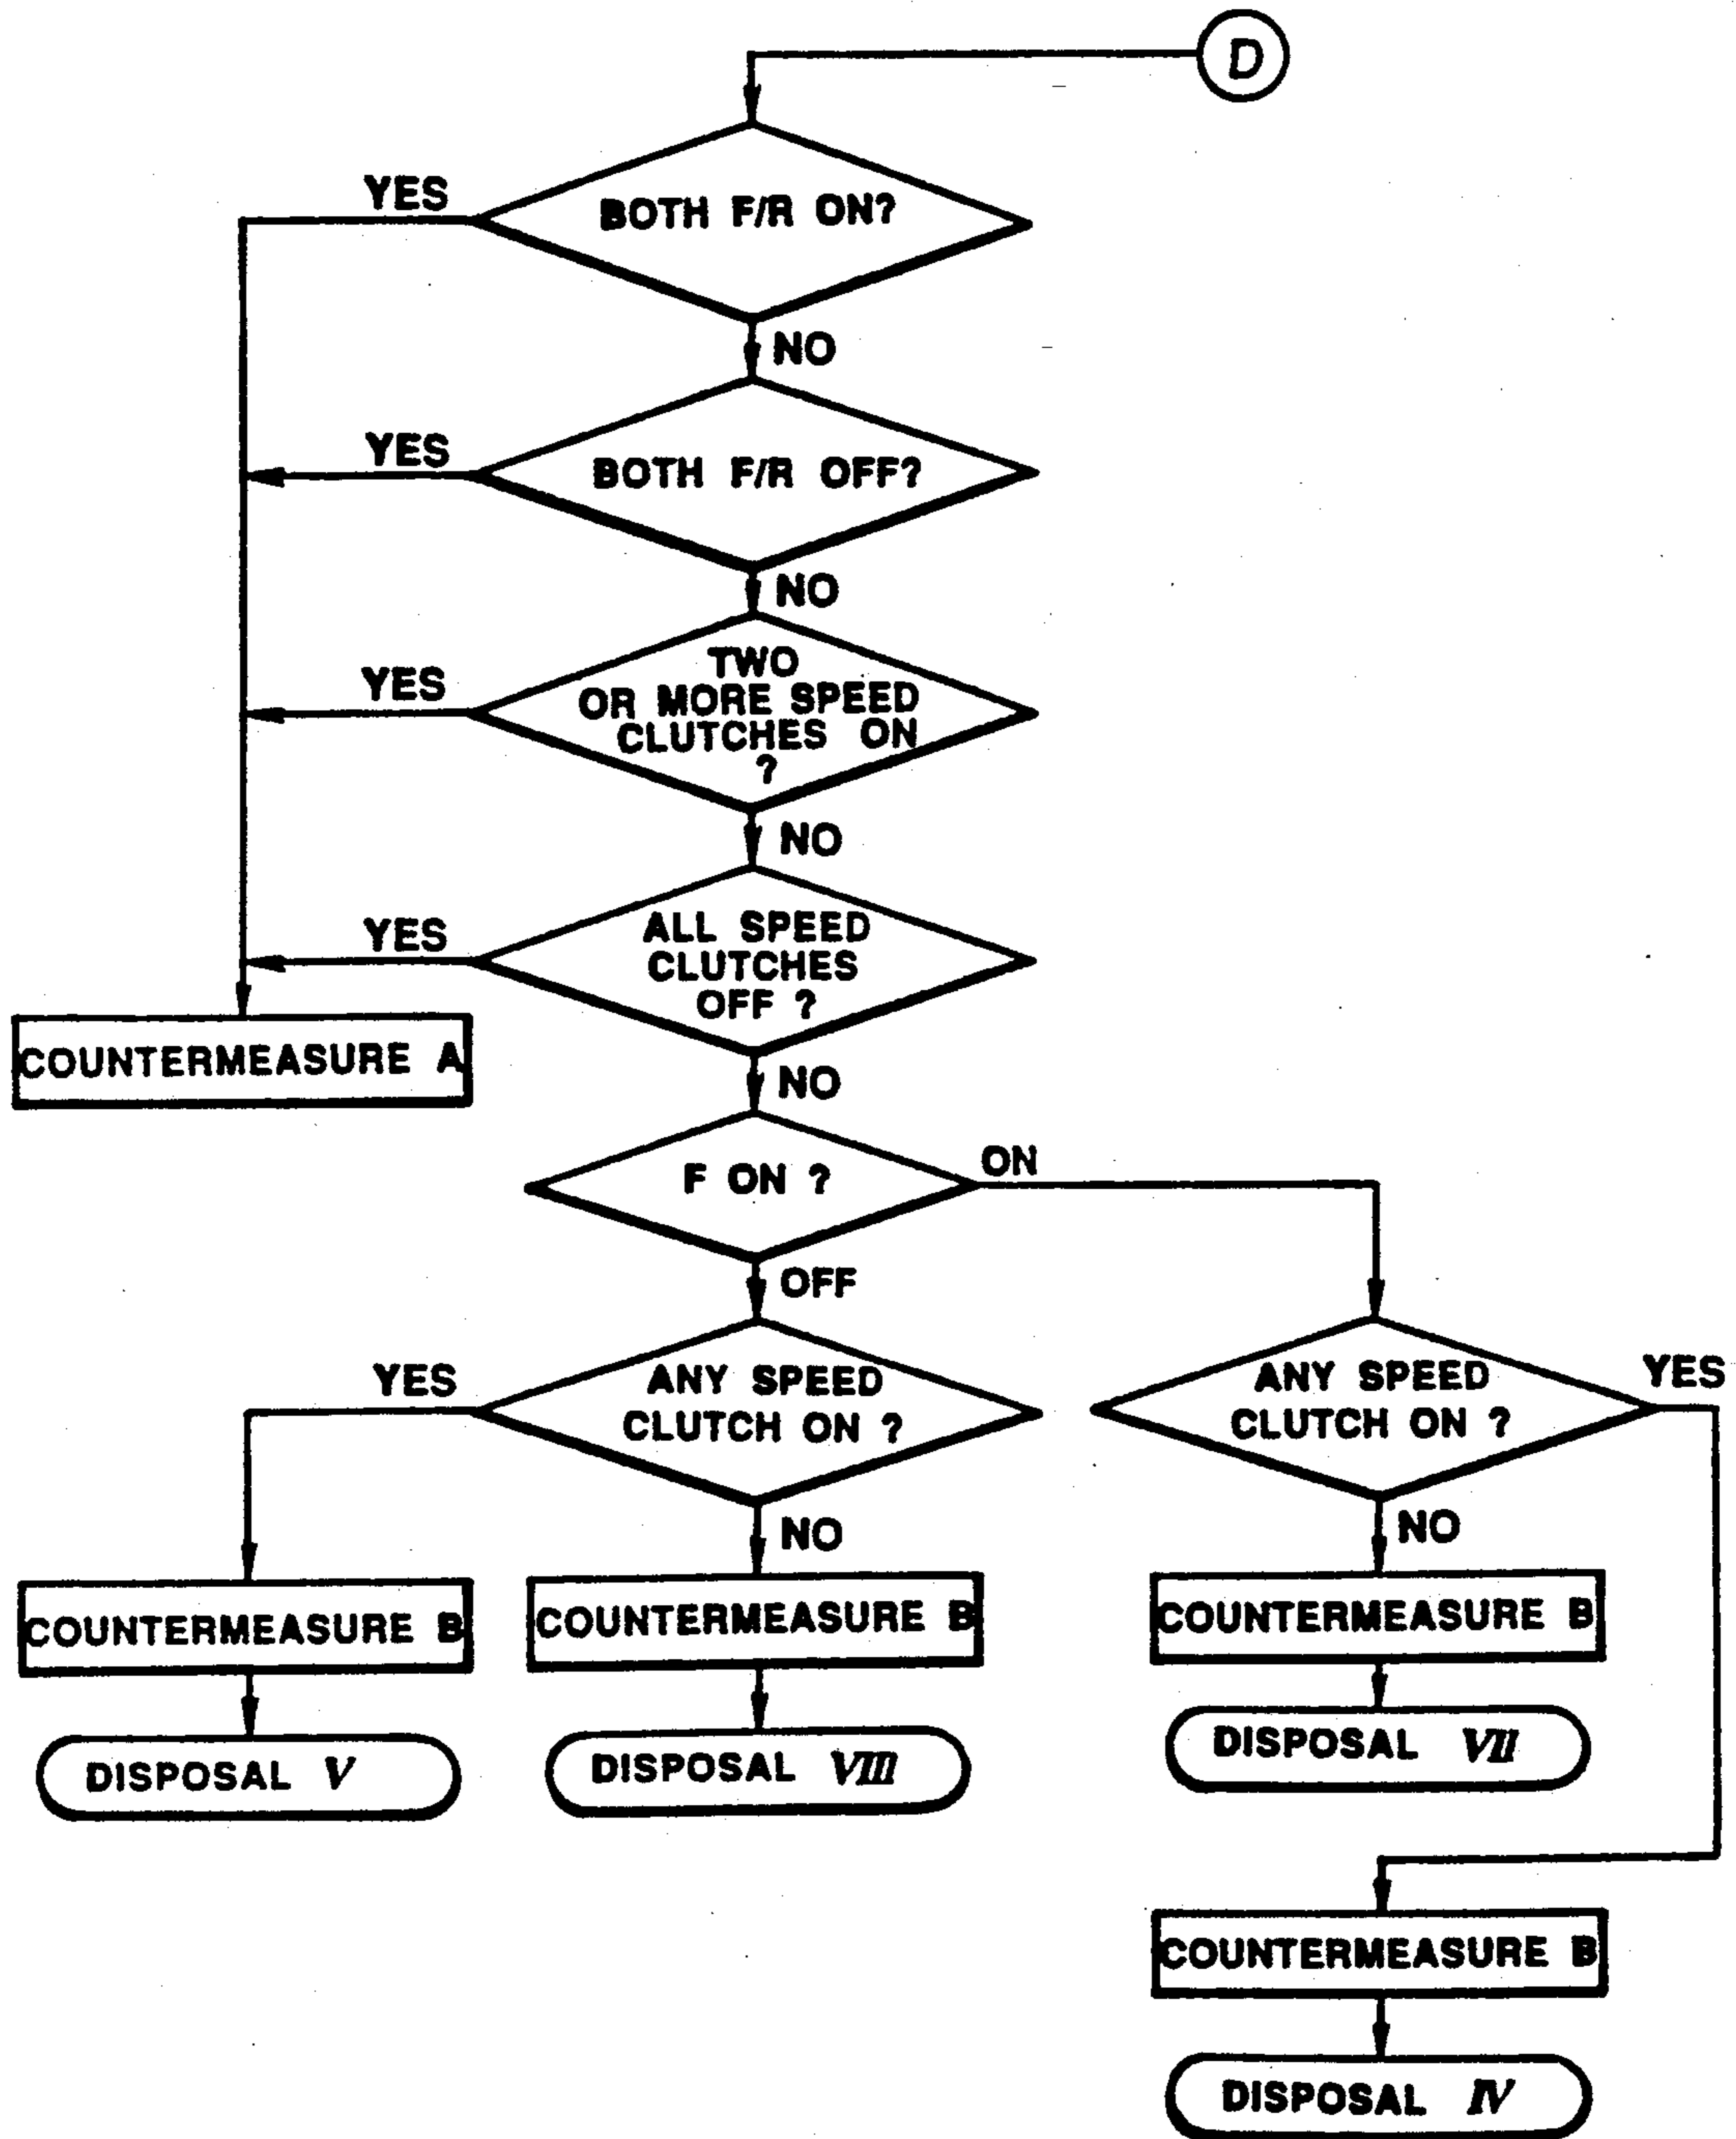 D
YES
BOTH F/R ON?
NO
YES
BOTH F/R OFF?
NO
YES
TWO
OR MORE SPEED
CLUTCHES ON
?
NO
YES
ALL SPEED
CLUTCHES
OFF ?
COUNTERMEASURE A
NO
F ON ?
ON
OFF
YES
ANY SPEED
CLUTCH ON ?
ANY SPEED
CLUTCH ON ?
YES
NO
NO
COUNTERMEASURE B
COUNTERMEASURE B
COUNTERMEASURE B
DISPOSAL V
DISPOSAL VIII
DISPOSAL VII
COUNTERMEASURE B
DISPOSAL IV